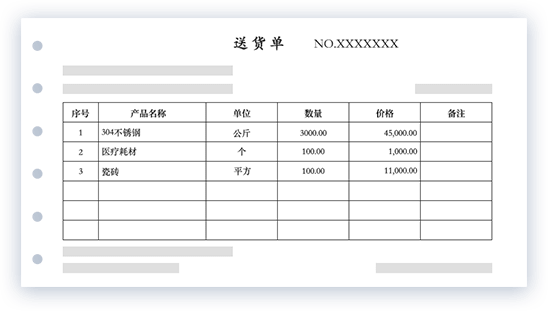 送货单 NO.XXXXXXX
序号 产品名称 单位 数量 价格 备注
1 304不锈钢 公斤 3000.00 45,000.00
2 医疗耗材 个 100.00 1,000.00
3 瓷砖 平方 100.00 11,000.00